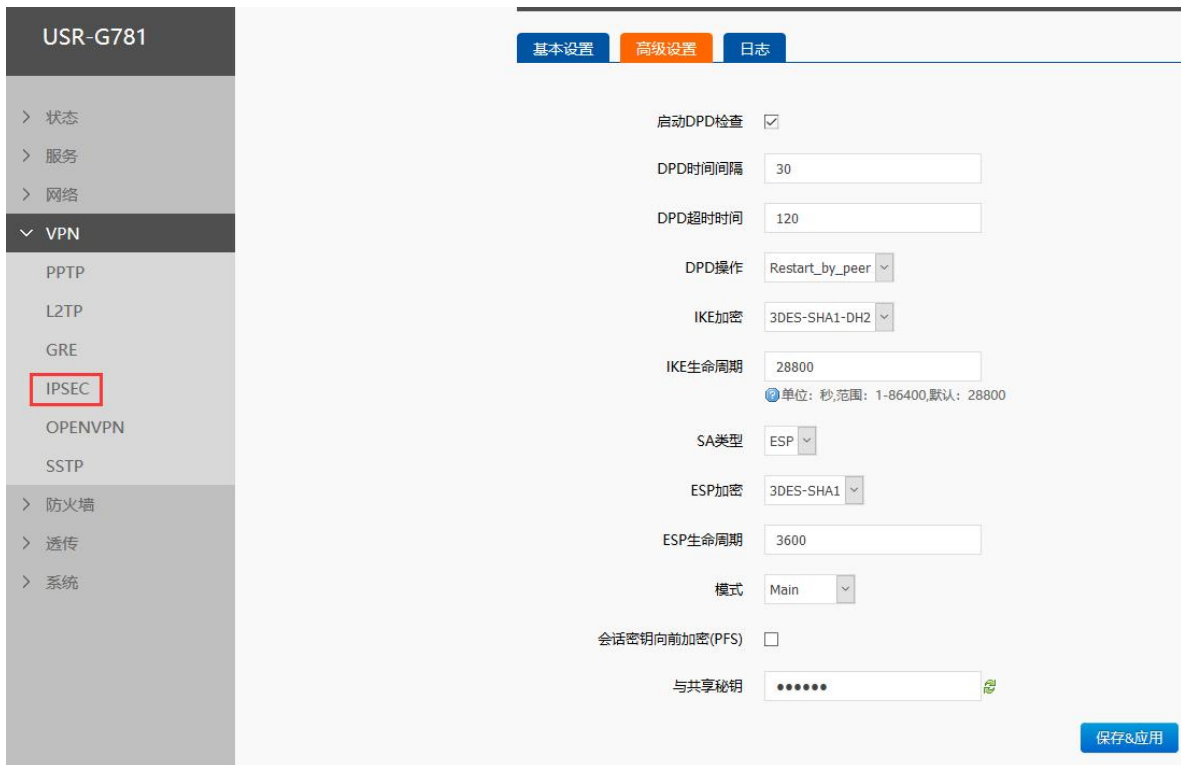 USR-G781
状态
服务
网络
VPN
PPTP
L2TP
GRE
IPSEC
OPENVPN
SSTP
防火墙
透传
系统
基本设置 高级设置 日志
启动DPD检查
DPD时间间隔 30
DPD超时时间 120
DPD操作 Restart_by_peer
IKE加密 3DES-SHA1-DH2
IKE生命周期 28800
单位：秒,范围：1-86400,默认：28800
SA类型 ESP
ESP加密 3DES-SHA1
ESP生命周期 3600
模式 Main
会话密钥向前加密(PFS)
与共享秘钥 ●●●●●●
保存&应用